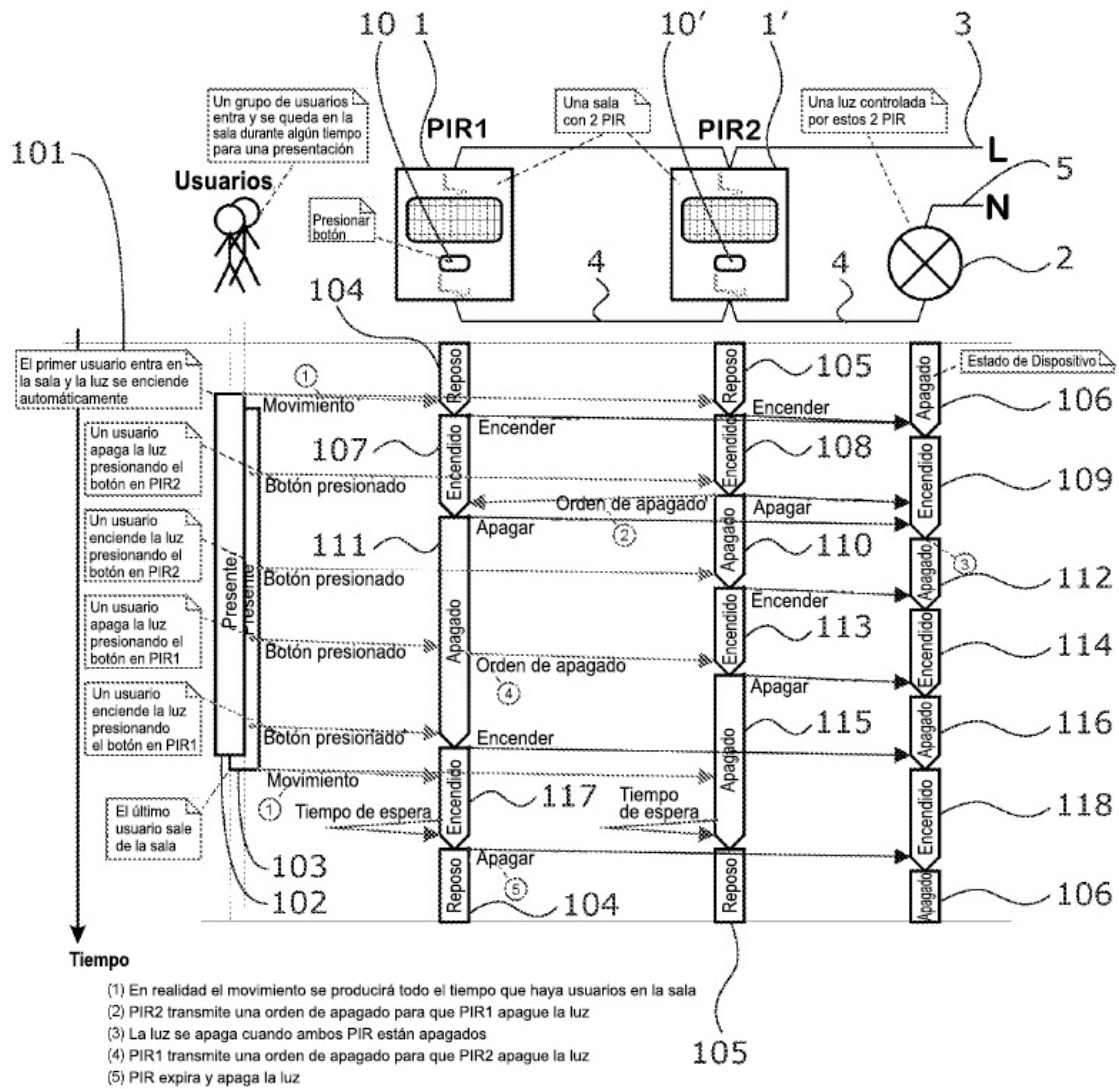 10
1
10′
1′
3
Un grupo de usuarios
entra y se queda en la
sala durante algún tiempo
para una presentación
PIR1
Una sala
con 2 PIR
PIR2
Una luz controlada
por estos 2 PIR
L
101
Usuarios
5
N
Presionar
botón
2
104
4
4
El primer usuario entra en
la sala y la luz se enciende
automáticamente
Reposo
Reposo
105
Apagado
Estado de Dispositivo
106
(1)
Movimiento
Encender
Encender
Un usuario
apaga la luz
presionando el
botón en PIR2
107
Encendido
Encendido
108
Encendido
109
Botón presionado
Orden de apagado
(2)
Apagar
Apagar
Un usuario
enciende la luz
presionando el
botón en PIR2
111
Apagado
110
Apagado
(3)
112
Presente
Presente
Botón presionado
Encender
Un usuario
apaga la luz
presionando el
botón en PIR1
Apagado
Encendido
113
Encendido
114
Botón presionado
Orden de apagado
(4)
Apagar
Un usuario
enciende la luz
presionando
el botón en PIR1
Apagado
115
Apagado
116
Botón presionado
Encender
Movimiento
(1)
El último
usuario sale
de la sala
Tiempo de espera
Encendido
117
Tiempo
de espera
Encendido
118
103
102
Apagar
(5)
Reposo
104
Reposo
Apagado
106
Tiempo
105
(1) En realidad el movimiento se producirá todo el tiempo que haya usuarios en la sala
(2) PIR2 transmite una orden de apagado para que PIR1 apague la luz
(3) La luz se apaga cuando ambos PIR están apagados
(4) PIR1 transmite una orden de apagado para que PIR2 apague la luz
(5) PIR expira y apaga la luz